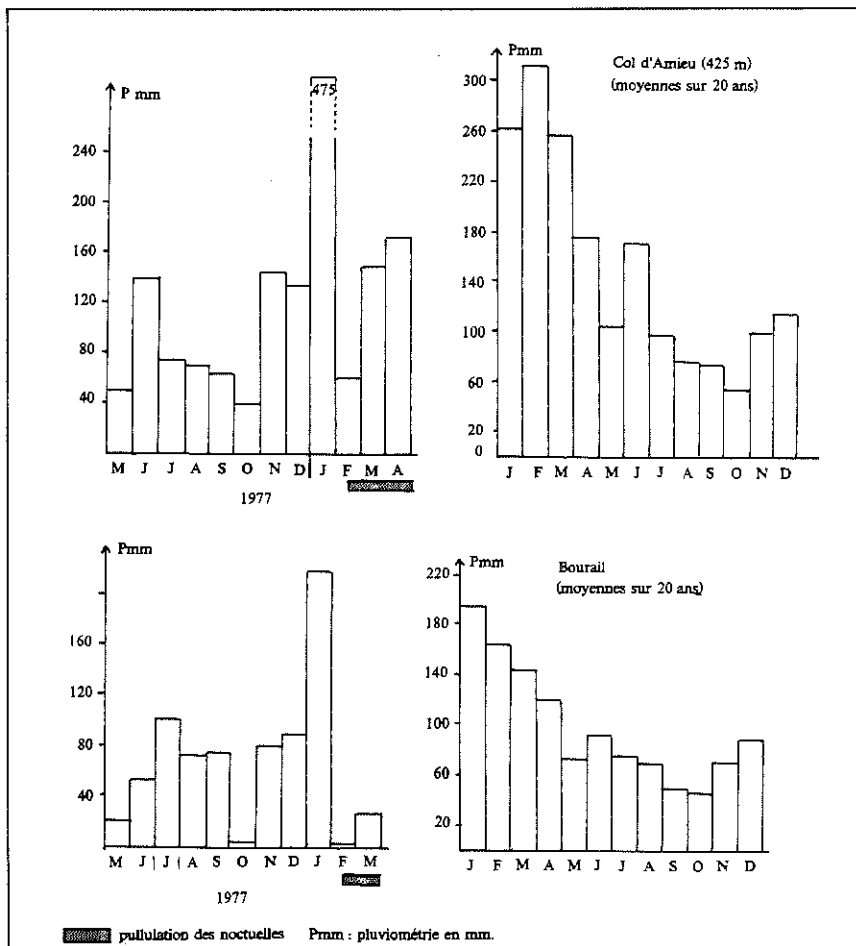 P mm
475
240
200
160
120
80
40
M J J A S O N D J F M A
1977
Pmm
Col d'Amieu (425 m)
(moyennes sur 20 ans)
300
260
220
180
140
100
60
20
0
J F M A M J J A S O N D
Pmm
160
120
80
40
M J J A S O N D J F M
1977
Pmm
Bourail
(moyennes sur 20 ans)
220
180
140
100
60
20
J F M A M J J A S O N D
pullulation des noctuelles Pmm : pluviométrie en mm.